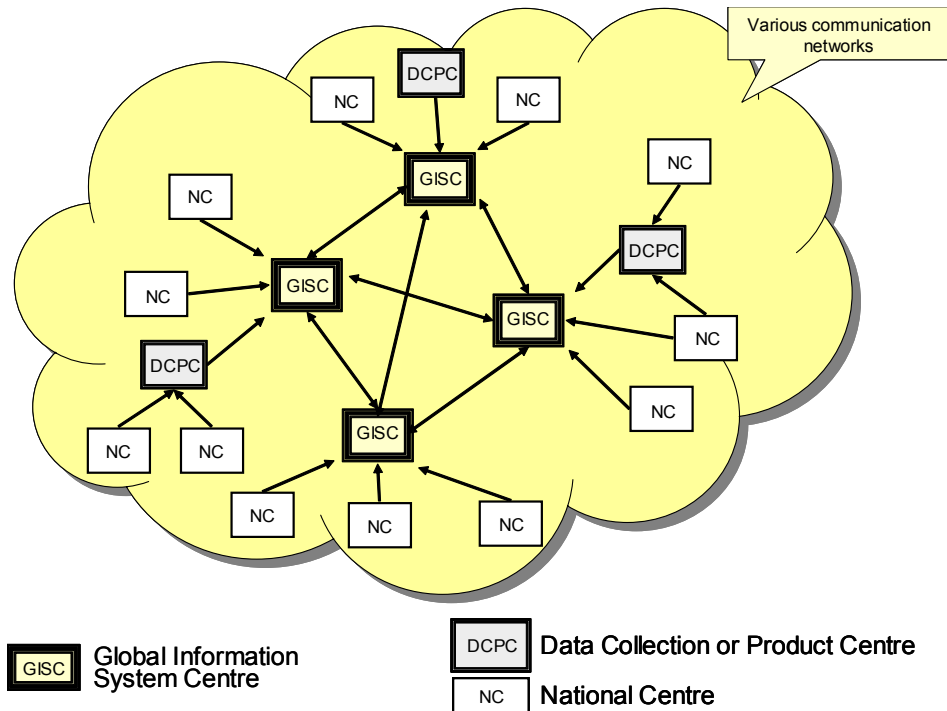 Various communication
networks
DCPC
NC
NC
GISC
NC
NC
DCPC
NC
GISC
GISC
NC
DCPC
NC
GISC
NC
NC
NC
NC
NC
NC
GISC
Global Information
System Centre
DCPC
Data Collection or Product Centre
NC
National Centre